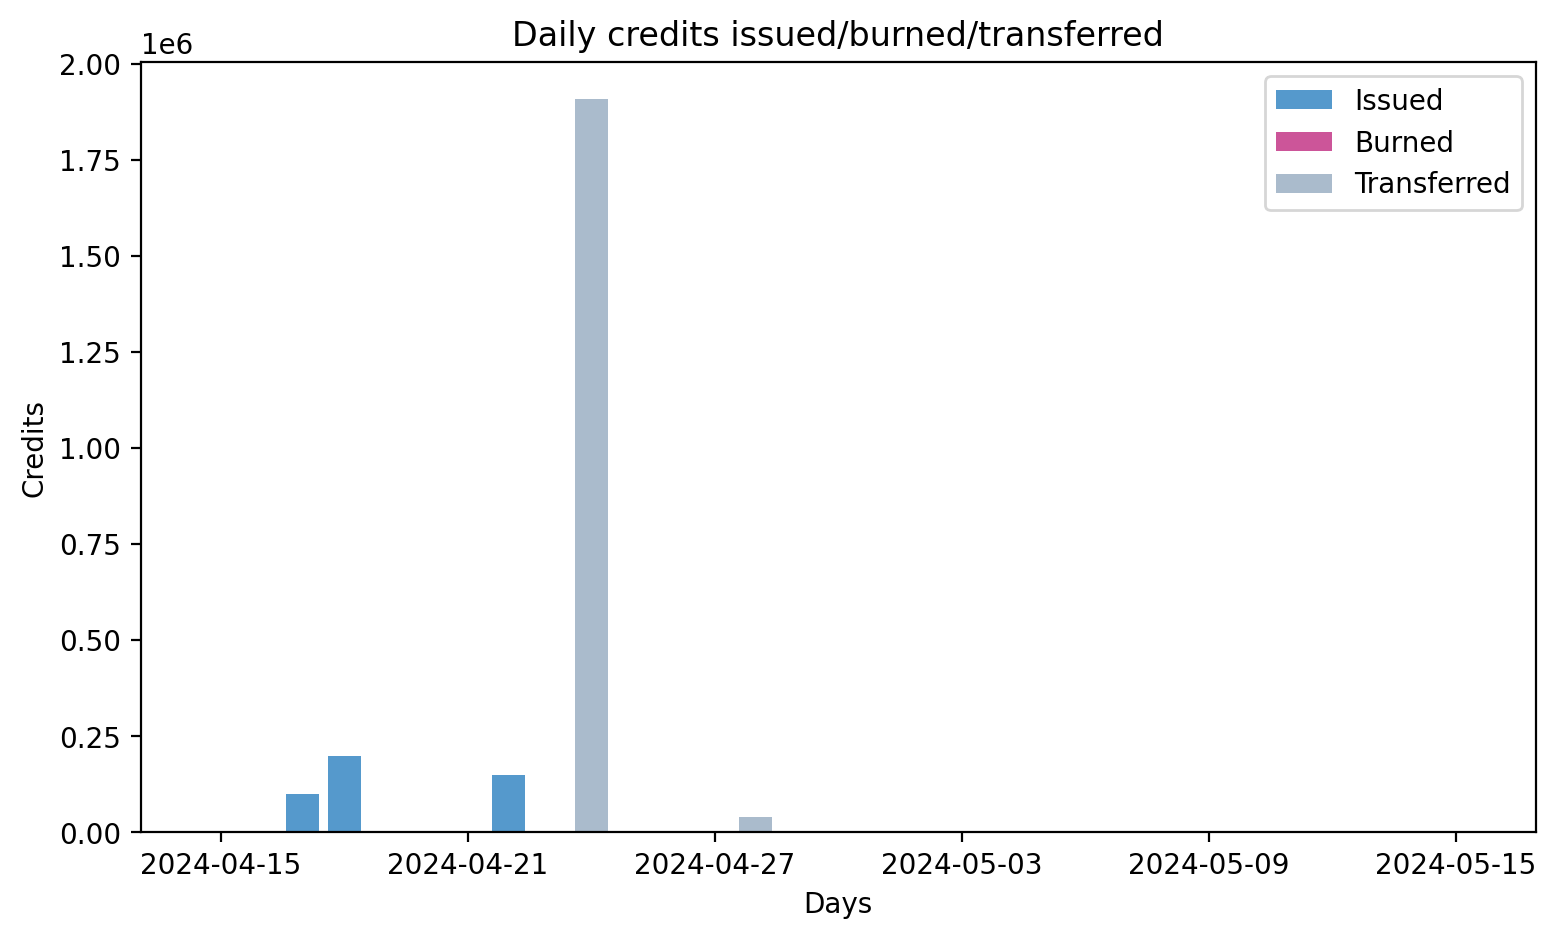 Daily credits issued/burned/transferred
1e6
2.00
1.75
1.50
1.25
1.00
0.75
0.50
0.25
0.00
Credits
Issued
Burned
Transferred
2024-04-15 2024-04-21 2024-04-27 2024-05-03 2024-05-09 2024-05-15
Days